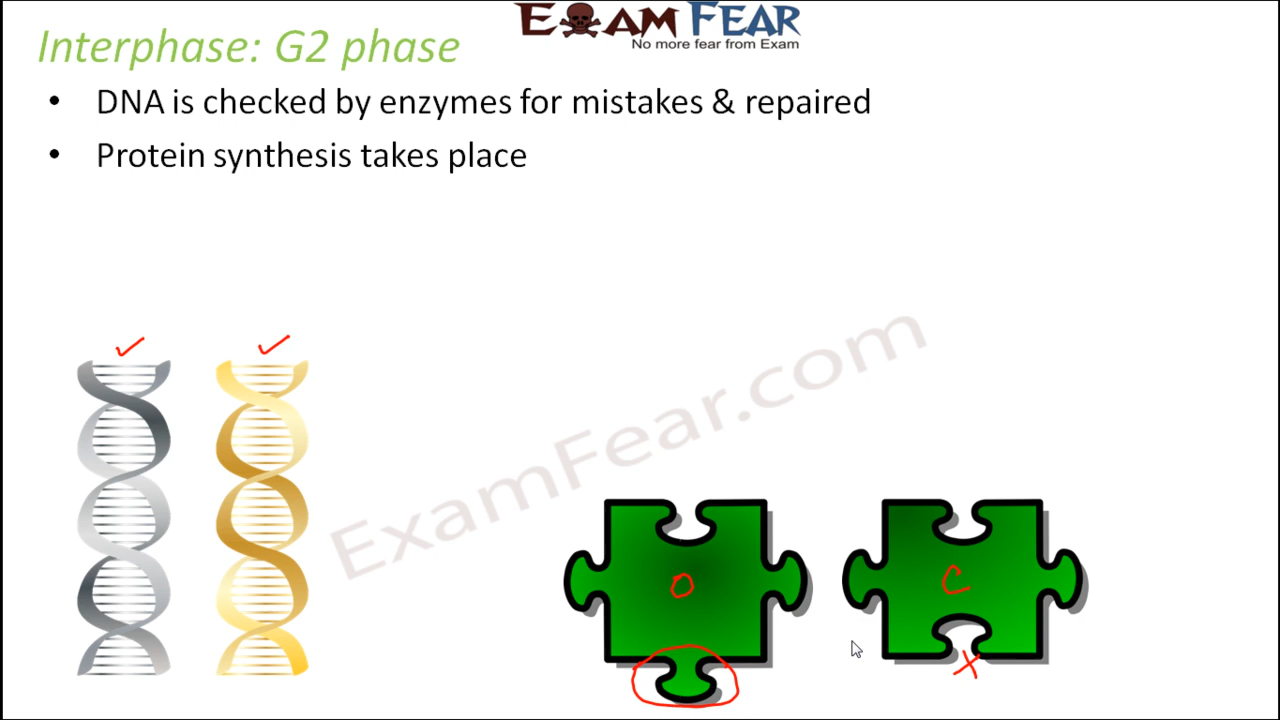 EXAM FEAR
No more fear from Exam
Interphase: G2 phase
• DNA is checked by enzymes for mistakes & repaired
• Protein synthesis takes place
ExamFear.com
O
C
X